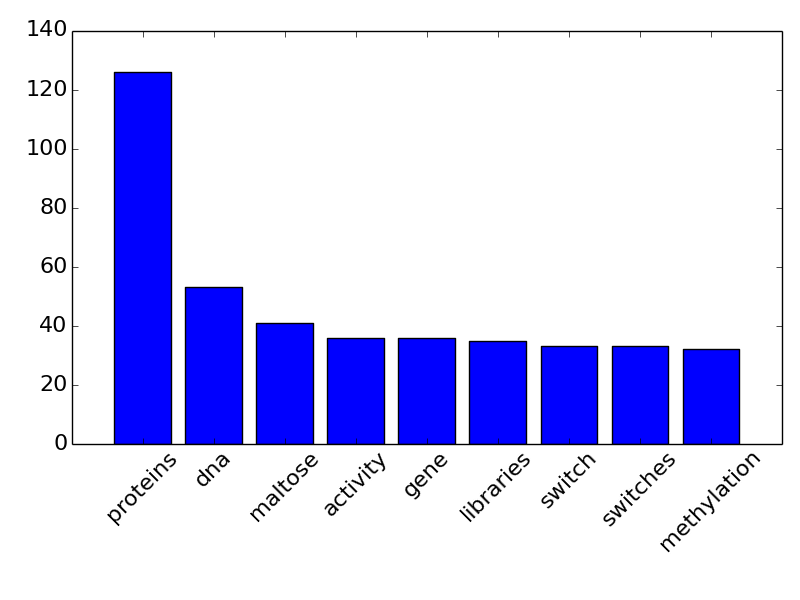 140
120
100
80
60
40
20
0
proteins
dna
maltose
activity
gene
libraries
switch
switches
methylation